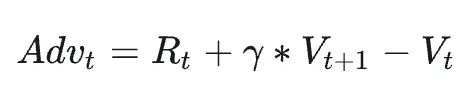 Adv_t = R_t + γ * V_{t+1} − V_t